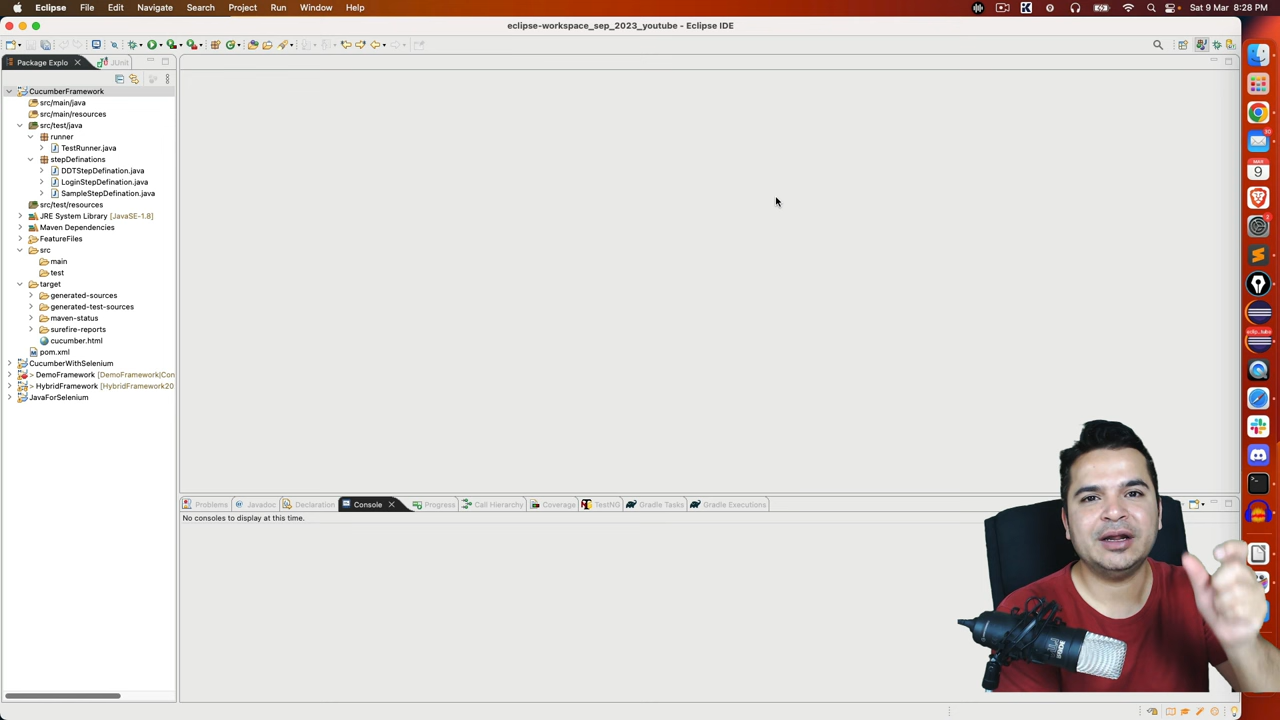 Eclipse File Edit Navigate Search Project Run Window Help
Sat 9 Mar 8:28 PM
eclipse-workspace_sep_2023_youtube - Eclipse IDE
Package Explo
JUnit
CucumberFramework
src/main/java
src/main/resources
src/test/java
runner
TestRunner.java
stepDefinations
DDTStepDefination.java
LoginStepDefination.java
SampleStepDefination.java
src/test/resources
JRE System Library [JavaSE-1.8]
Maven Dependencies
FeatureFiles
src
main
test
target
generated-sources
generated-test-sources
maven-status
surefire-reports
cucumber.html
pom.xml
CucumberWithSelenium
> DemoFramework [DemoFramework|Con
> HybridFramework [HybridFramework20
JavaForSelenium
Problems Javadoc Declaration Console Progress Call Hierarchy Coverage TestNG Gradle Tasks Gradle Executions
No consoles to display at this time.